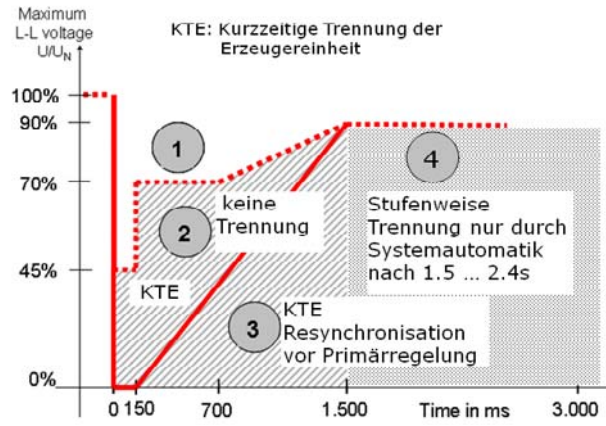 Maximum
L-L voltage
U/U_N
KTE: Kurzzeitige Trennung der
Erzeugereinheit
100%
90%
70%
45%
0%
1
2
keine
Trennung
KTE
3
KTE
Resynchronisation
vor Primärregelung
4
Stufenweise
Trennung nur durch
Systemautomatik
nach 1.5 ... 2.4s
0 150 700 1.500 Time in ms 3.000